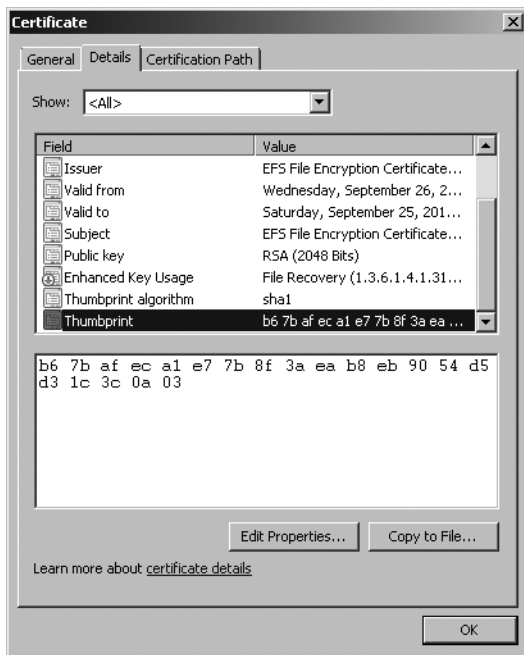 Certificate
General Details Certification Path
Show: <All>
Field Value
Issuer EFS File Encryption Certificate...
Valid from Wednesday, September 26, 2...
Valid to Saturday, September 25, 201...
Subject EFS File Encryption Certificate...
Public key RSA (2048 Bits)
Enhanced Key Usage File Recovery (1.3.6.1.4.1.31...
Thumbprint algorithm sha1
Thumbprint b6 7b af ec a1 e7 7b 8f 3a ea ...
b6 7b af ec a1 e7 7b 8f 3a ea b8 eb 90 54 d5
d3 1c 3c 0a 03
Edit Properties... Copy to File...
Learn more about certificate details
OK